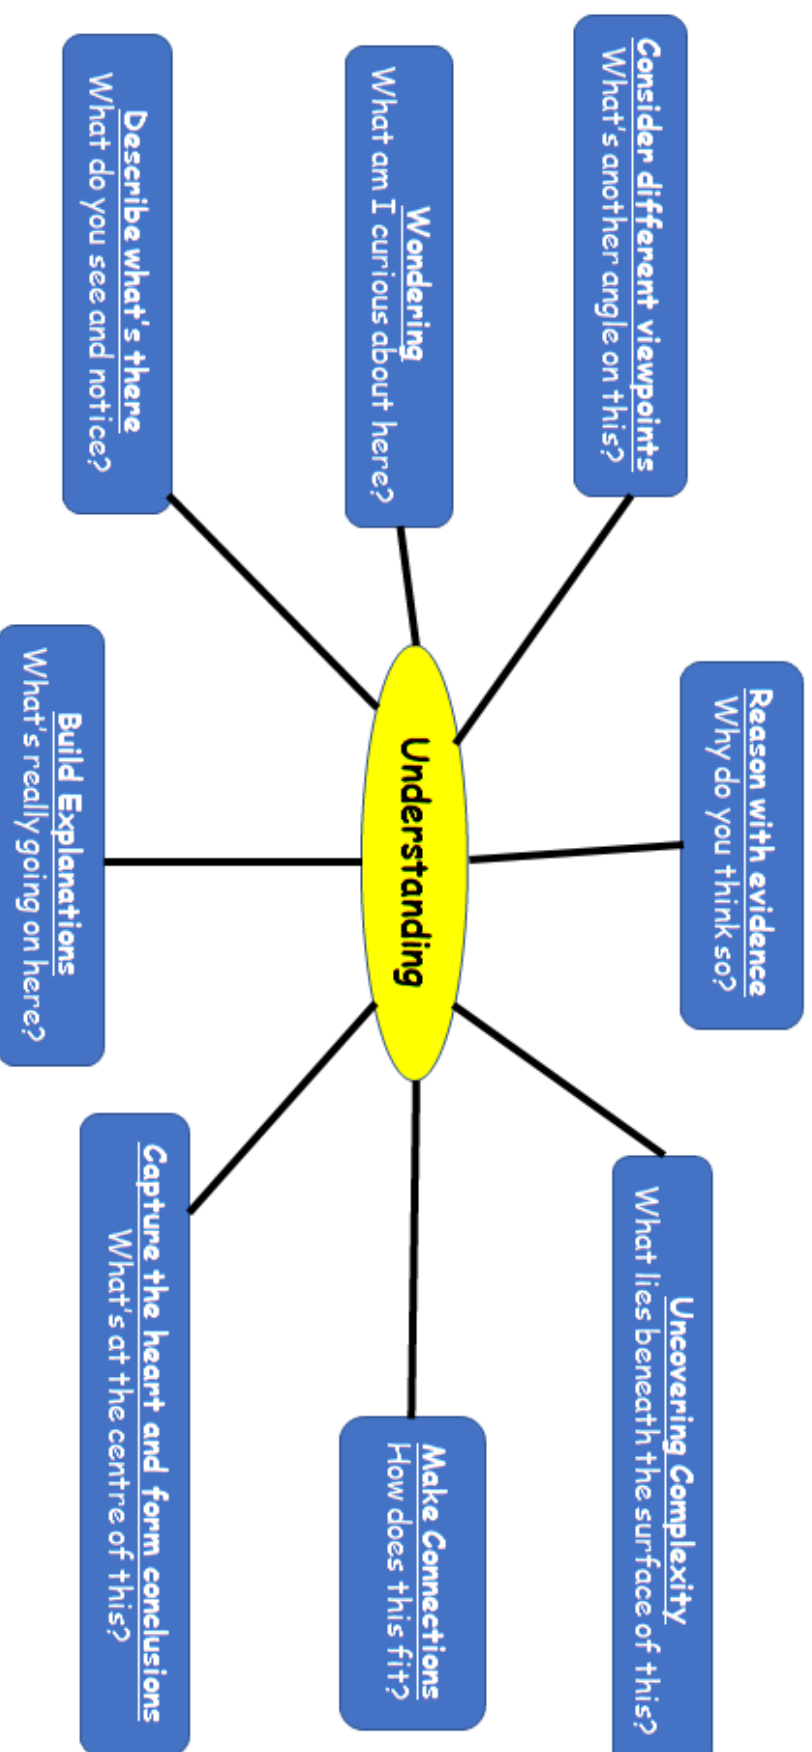 Consider different viewpoints
What's another angle on this?
Reason with evidence
Why do you think so?
Uncovering Complexity
What lies beneath the surface of this?
Wondering
What am I curious about here?
Understanding
Make Connections
How does this fit?
Describe what's there
What do you see and notice?
Build Explanations
What's really going on here?
Capture the heart and form conclusions
What's at the centre of this?